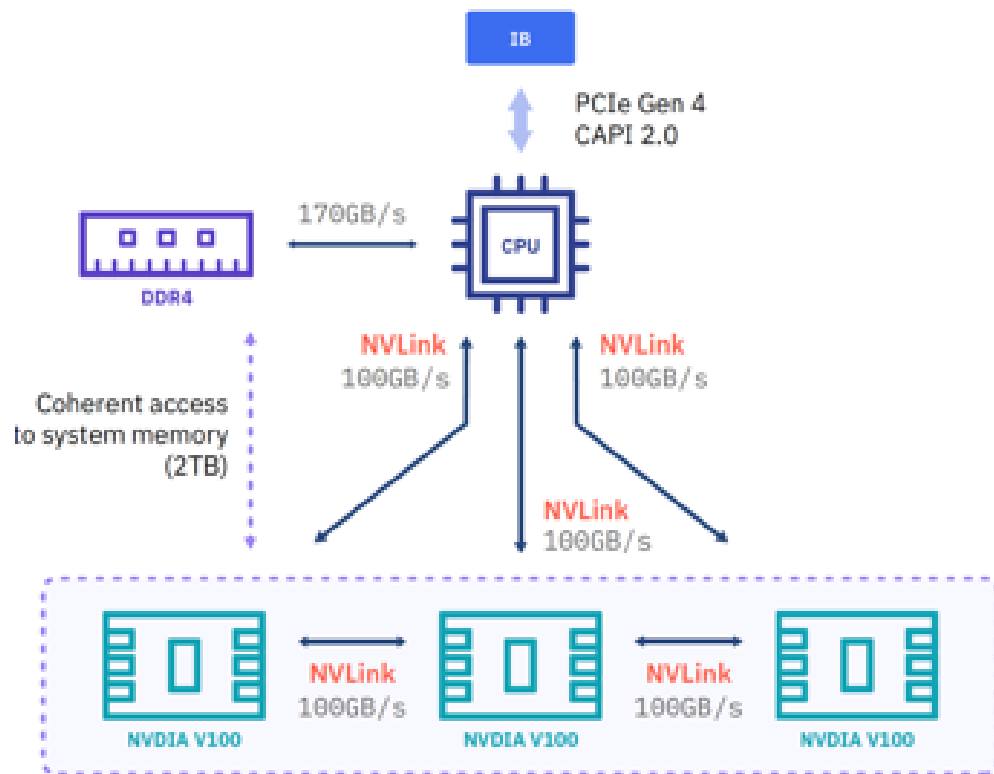 IB
PCIe Gen 4
CAPI 2.0
170GB/s
CPU
DDR4
NVLink
100GB/s
NVLink
100GB/s
Coherent access
to system memory
(2TB)
NVLink
100GB/s
NVLink
100GB/s
NVLink
100GB/s
NVDIA V100
NVDIA V100
NVDIA V100